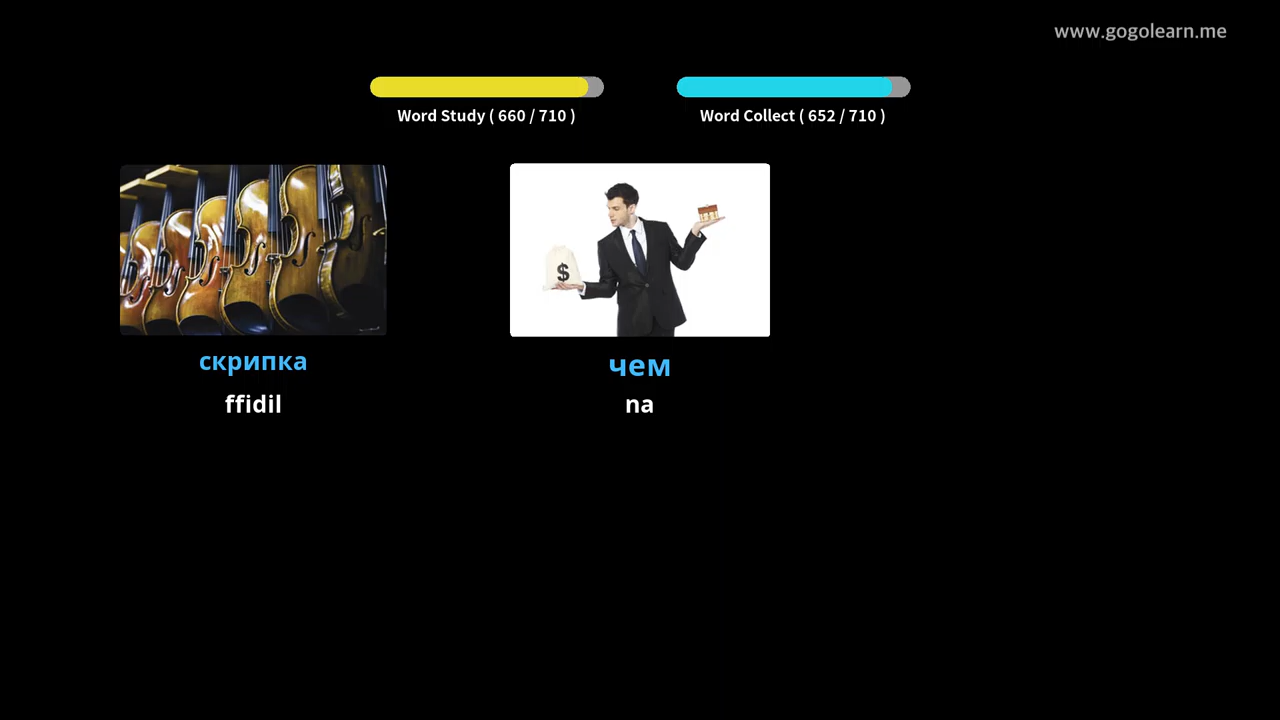 www.gogolearn.me
Word Study ( 660 / 710 )
Word Collect ( 652 / 710 )
$
скрипка
ffidil
чем
na